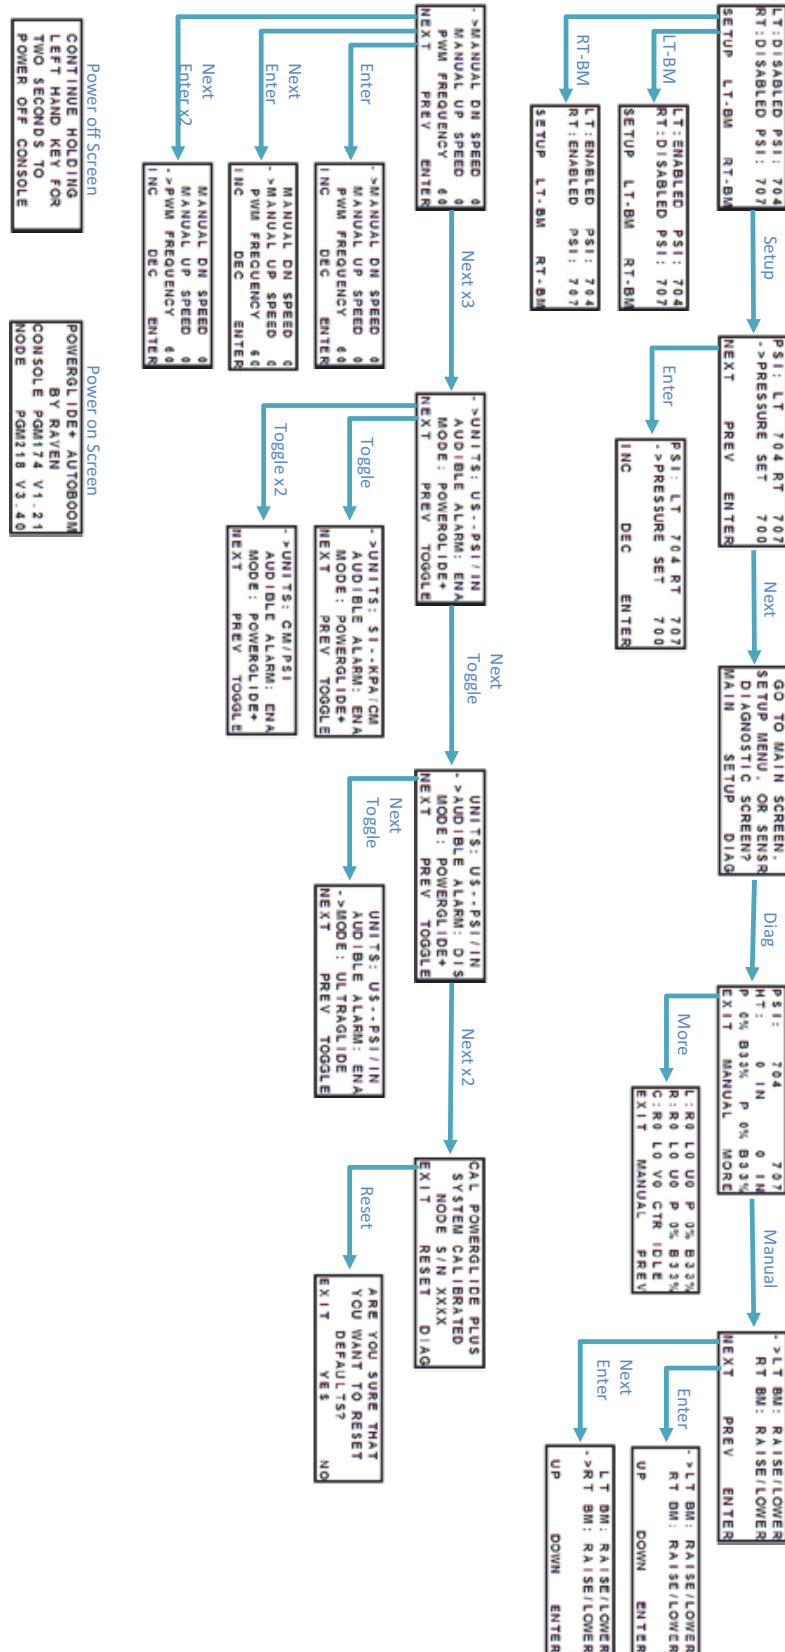 LT:DISABLED PSI: 704
RT:DISABLED PSI: 707
SETUP LT-BM RT-BM
LT-BM
LT:ENABLED PSI: 704
RT:DISABLED PSI: 707
SETUP LT-BM RT-BM
RT-BM
LT:ENABLED PSI: 704
RT:ENABLED PSI: 707
SETUP LT-BM RT-BM
Setup
PSI: LT 704 RT 707
->PRESSURE SET 700
NEXT PREV ENTER
Enter
PSI: LT 704 RT 707
->PRESSURE SET 700
INC DEC ENTER
Next
GO TO MAIN SCREEN.
SETUP MENU, OR SENSR
DIAGNOSTIC SCREEN?
MAIN SETUP DIAG
Diag
PSI: 704 707
HT: 0 IN 0 IN
P 0% B33% P 0% B33%
EXIT MANUAL MORE
More
L:R0 L0 U0 P 0% B33%
R:R0 L0 U0 P 0% B33%
C:R0 L0 V0 CTR IDLE
EXIT MANUAL PREV
Manual
->LT BM: RAISE/LOWER
RT BM: RAISE/LOWER
NEXT PREV ENTER
Enter
->LT BM: RAISE/LOWER
RT BM: RAISE/LOWER
UP DOWN ENTER
Next
Enter
LT BM: RAISE/LOWER
->RT BM: RAISE/LOWER
UP DOWN ENTER
->MANUAL DN SPEED 0
MANUAL UP SPEED 0
PWM FREQUENCY 60
NEXT PREV ENTER
Enter
->MANUAL DN SPEED 0
MANUAL UP SPEED 0
PWM FREQUENCY 60
INC DEC ENTER
Next
Enter
MANUAL DN SPEED 0
->MANUAL UP SPEED 0
PWM FREQUENCY 60
INC DEC ENTER
Next
Enter x2
MANUAL DN SPEED 0
MANUAL UP SPEED 0
->PWM FREQUENCY 60
INC DEC ENTER
Next x3
->UNITS: US--PSI/IN
AUDIBLE ALARM: ENA
MODE: POWERGLIDE+
NEXT PREV TOGGLE
Toggle
->UNITS: SI--KPA/CM
AUDIBLE ALARM: ENA
MODE: POWERGLIDE+
NEXT PREV TOGGLE
Toggle x2
->UNITS: CM/PSI
AUDIBLE ALARM: ENA
MODE: POWERGLIDE+
NEXT PREV TOGGLE
Next
Toggle
UNITS: US--PSI/IN
->AUDIBLE ALARM: DIS
MODE: POWERGLIDE+
NEXT PREV TOGGLE
Next
Toggle
UNITS: US--PSI/IN
AUDIBLE ALARM: ENA
->MODE: ULTRAGLIDE
NEXT PREV TOGGLE
Next x2
CAL POWERGLIDE PLUS
SYSTEM CALIBRATED
NODE S/N XXXX
EXIT RESET DIAG
Reset
ARE YOU SURE THAT
YOU WANT TO RESET
DEFAULTS?
EXIT YES NO
Power off Screen
CONTINUE HOLDING
LEFT HAND KEY FOR
TWO SECONDS TO
POWER OFF CONSOLE
Power on Screen
POWERGLIDE+ AUTOBOOM
BY RAVEN
CONSOLE PGM174 V1.21
NODE PGM218 V3.40